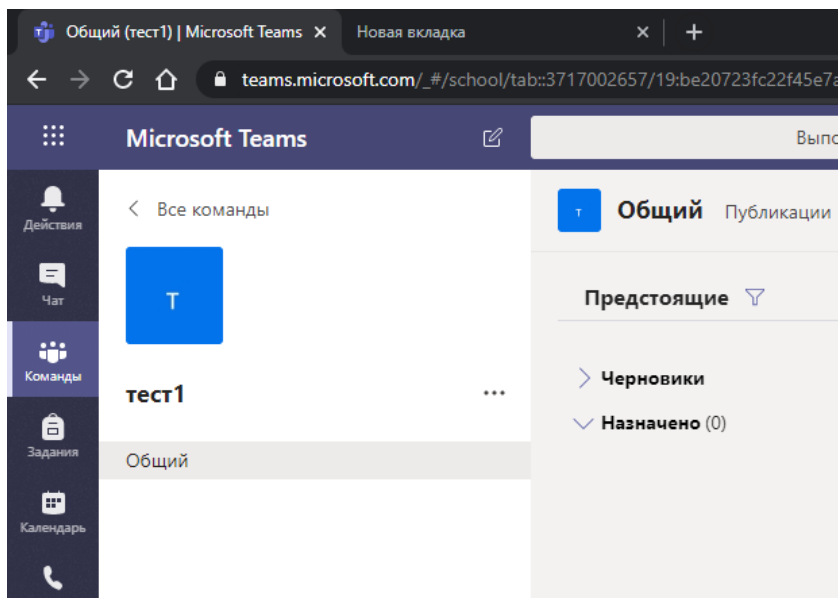 Общий (тест1) | Microsoft Teams
Новая вкладка
teams.microsoft.com/_#/school/tab::3717002657/19:be20723fc22f45e7a
Microsoft Teams
Действия
Все команды
Т
Общий
Публикации
Т
Чат
Предстоящие
Команды
тест1
Черновики
Назначено (0)
Задания
Общий
Календарь